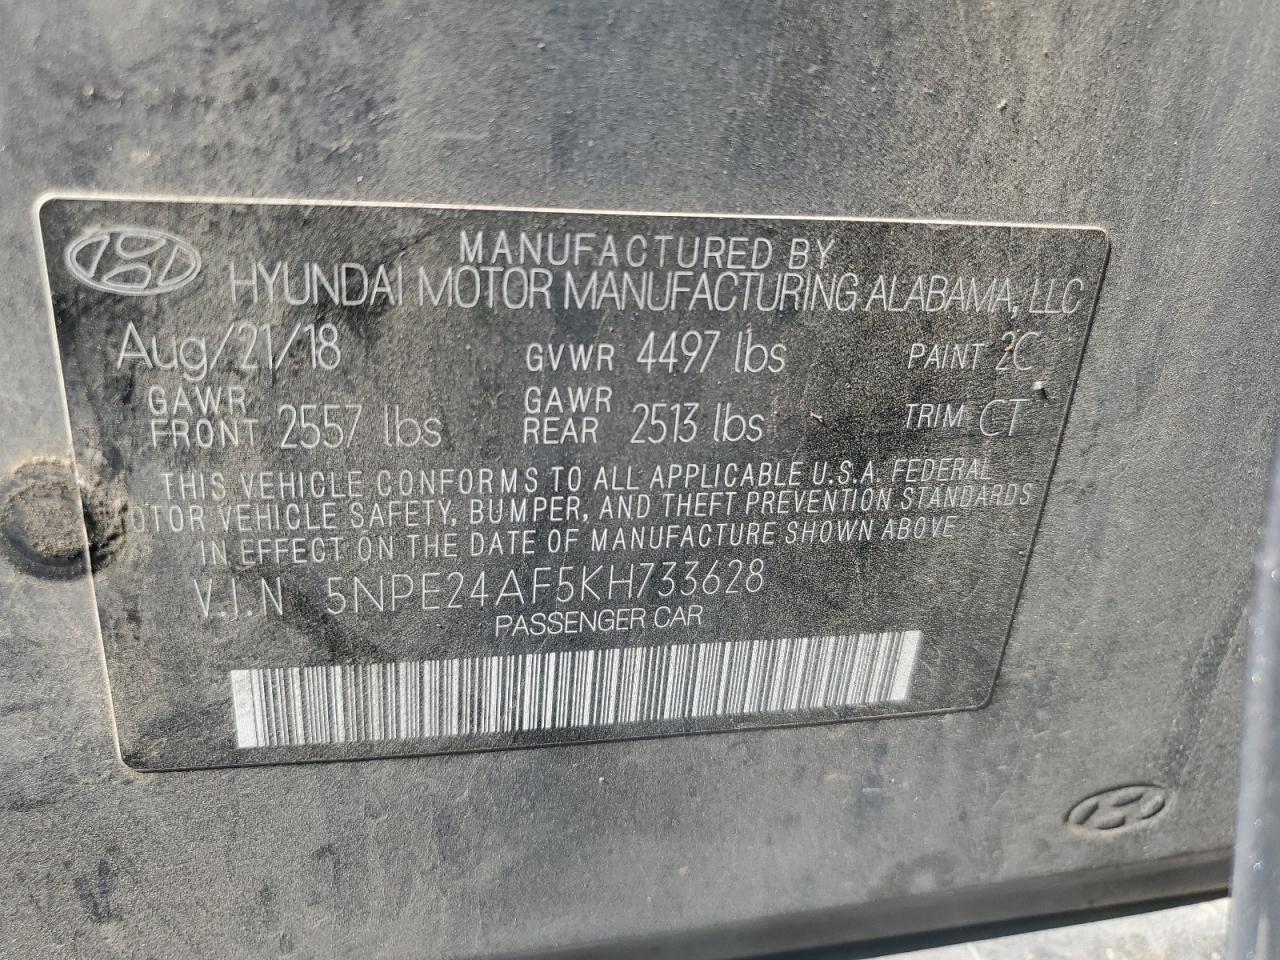 MANUFACTURED BY
HYUNDAI MOTOR MANUFACTURING ALABAMA, LLC
Aug/21/18 GVWR 4497 lbs PAINT 2C
GAWR FRONT 2557 lbs GAWR REAR 2513 lbs TRIM CT
THIS VEHICLE CONFORMS TO ALL APPLICABLE U.S.A. FEDERAL
MOTOR VEHICLE SAFETY, BUMPER, AND THEFT PREVENTION STANDARDS
IN EFFECT ON THE DATE OF MANUFACTURE SHOWN ABOVE
V.I.N 5NPE24AF5KH733628
PASSENGER CAR